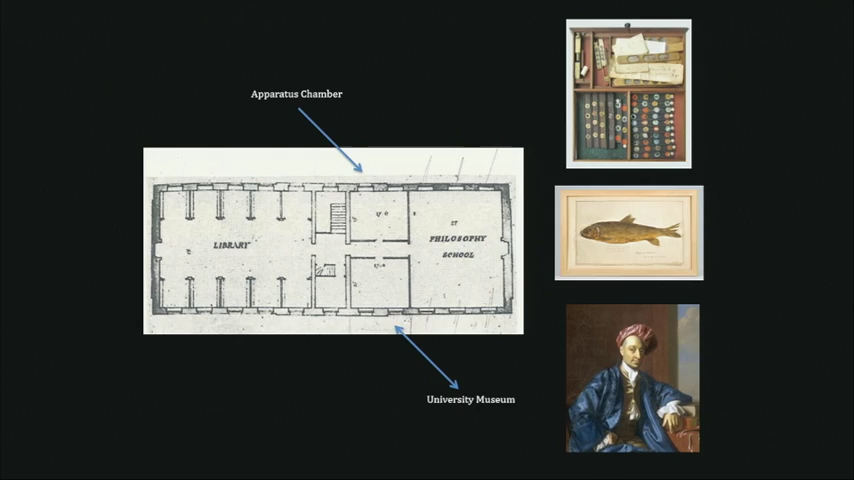 Apparatus Chamber
LIBRARY
PHILOSOPHY
SCHOOL
University Museum